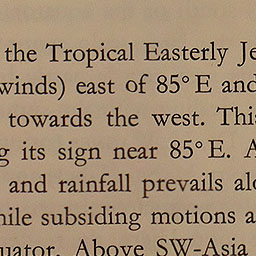 the Tropical Easterly Je
winds) east of 85° E and
towards the west. This
g its sign near 85° E. A
and rainfall prevails alo
hile subsiding motions a
uator. Above SW-Asia